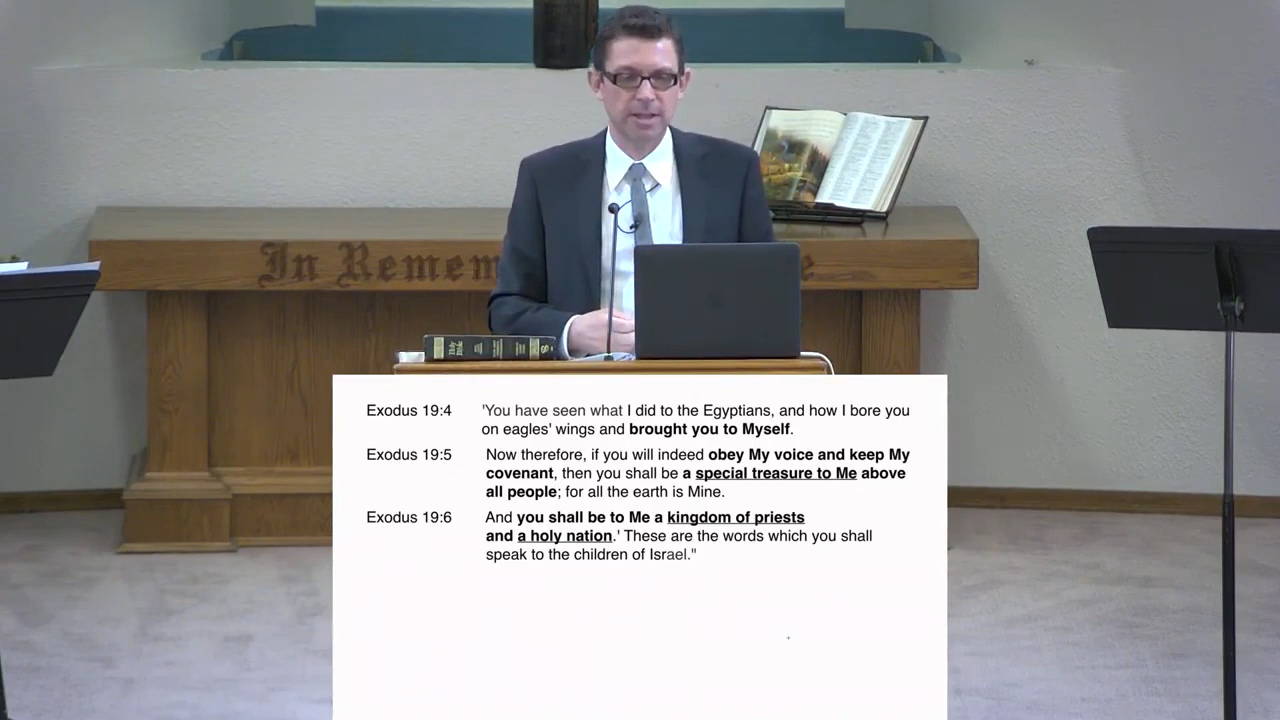 In Remem
e
Holy Bible
Exodus 19:4 'You have seen what I did to the Egyptians, and how I bore you
on eagles' wings and brought you to Myself.
Exodus 19:5 Now therefore, if you will indeed obey My voice and keep My
covenant, then you shall be a special treasure to Me above
all people; for all the earth is Mine.
Exodus 19:6 And you shall be to Me a kingdom of priests
and a holy nation.' These are the words which you shall
speak to the children of Israel."